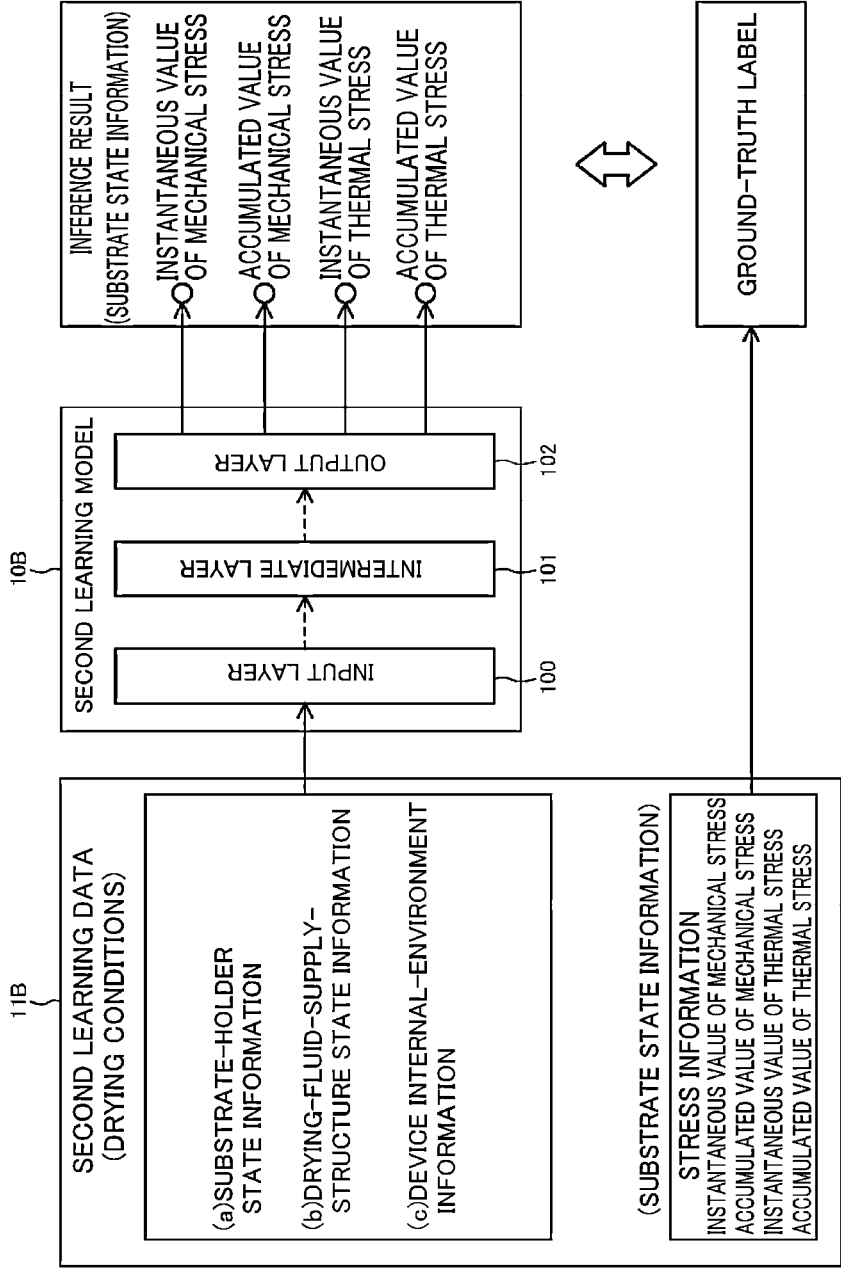 11B
SECOND LEARNING DATA
(DRYING CONDITIONS)
(a)SUBSTRATE-HOLDER
STATE INFORMATION
(b)DRYING-FLUID-SUPPLY-
STRUCTURE STATE INFORMATION
(c)DEVICE INTERNAL-ENVIRONMENT
INFORMATION
(SUBSTRATE STATE INFORMATION)
STRESS INFORMATION
INSTANTANEOUS VALUE OF MECHANICAL STRESS
ACCUMULATED VALUE OF MECHANICAL STRESS
INSTANTANEOUS VALUE OF THERMAL STRESS
ACCUMULATED VALUE OF THERMAL STRESS
10B
SECOND LEARNING MODEL
INPUT LAYER
100
INTERMEDIATE LAYER
101
OUTPUT LAYER
102
INFERENCE RESULT
(SUBSTRATE STATE INFORMATION)
INSTANTANEOUS VALUE
OF MECHANICAL STRESS
ACCUMULATED VALUE
OF MECHANICAL STRESS
INSTANTANEOUS VALUE
OF THERMAL STRESS
ACCUMULATED VALUE
OF THERMAL STRESS
GROUND-TRUTH LABEL